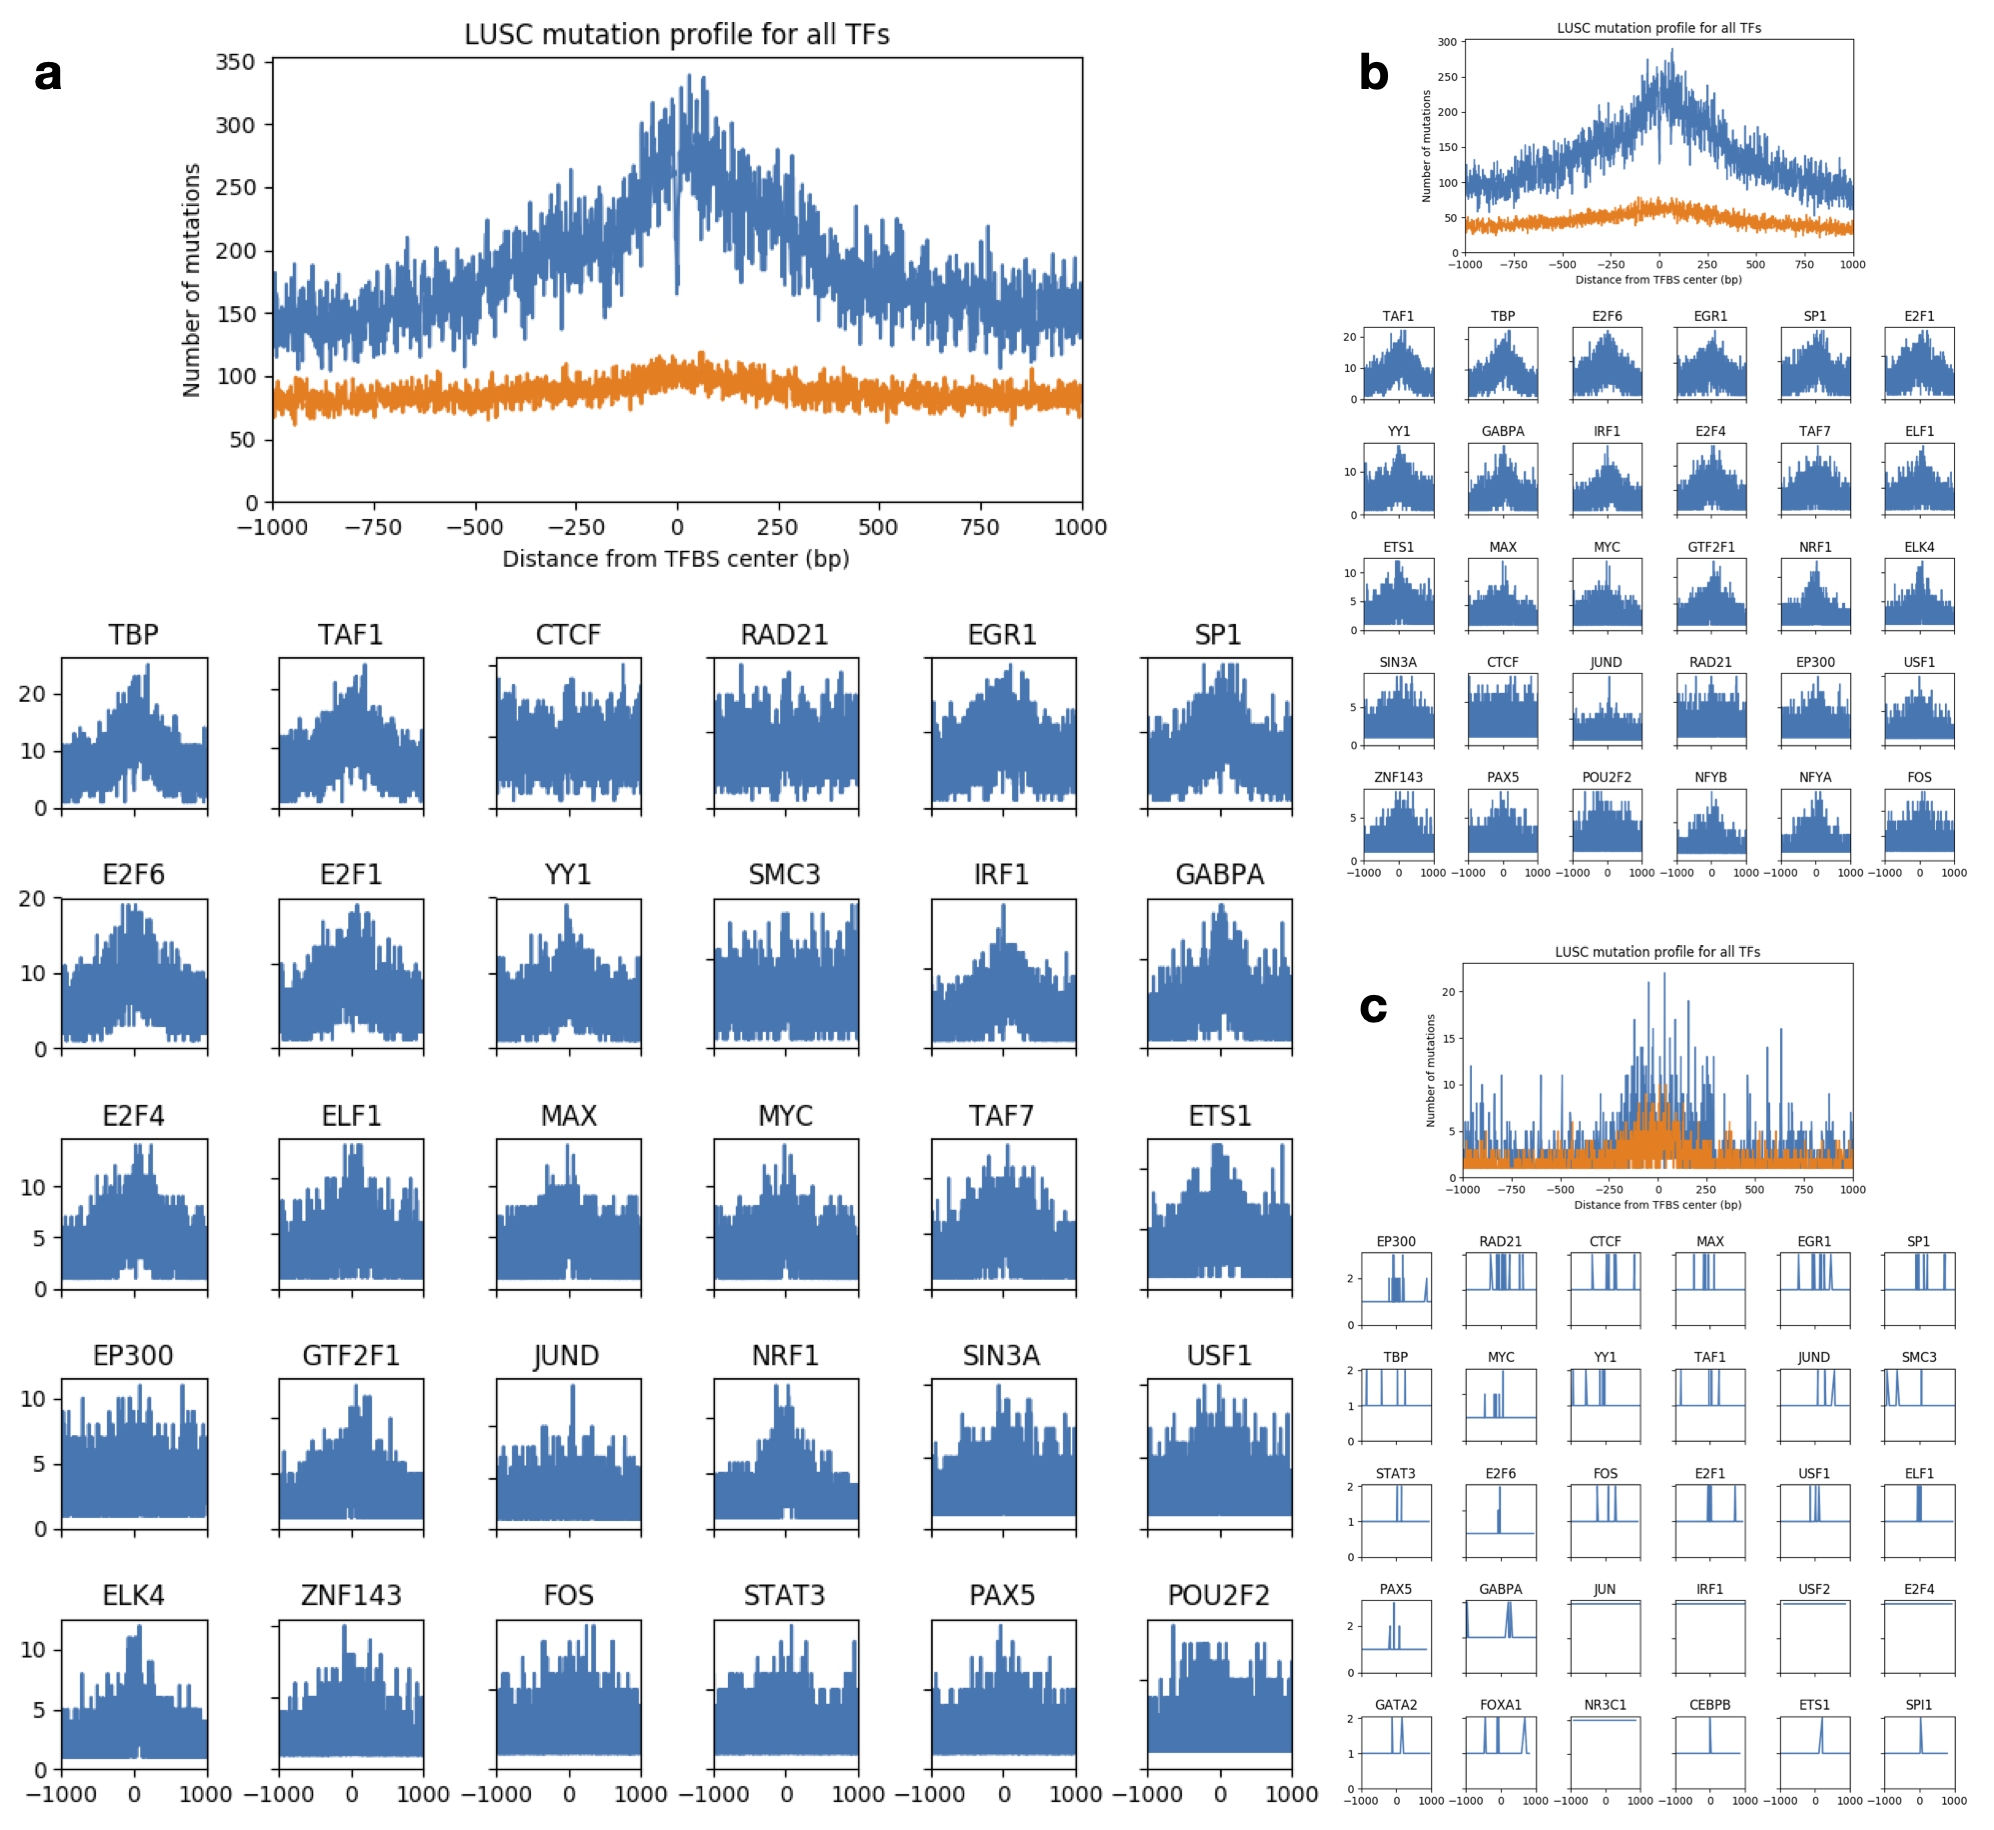 a
LUSC mutation profile for all TFs
350
300
250
200
150
100
50
0
Number of mutations
−1000 −750 −500 −250 0 250 500 750 1000
Distance from TFBS center (bp)
TBP TAF1 CTCF RAD21 EGR1 SP1
20
10
0
E2F6 E2F1 YY1 SMC3 IRF1 GABPA
20
10
0
E2F4 ELF1 MAX MYC TAF7 ETS1
10
5
0
EP300 GTF2F1 JUND NRF1 SIN3A USF1
10
5
0
ELK4 ZNF143 FOS STAT3 PAX5 POU2F2
10
5
0
−1000 0 1000 −1000 0 1000 −1000 0 1000 −1000 0 1000 −1000 0 1000 −1000 0 1000
b
LUSC mutation profile for all TFs
300
250
200
150
100
50
0
Number of mutations
−1000 −750 −500 −250 0 250 500 750 1000
Distance from TFBS center (bp)
TAF1 TBP E2F6 EGR1 SP1 E2F1
20
10
0
YY1 GABPA IRF1 E2F4 TAF7 ELF1
10
0
ETS1 MAX MYC GTF2F1 NRF1 ELK4
10
5
0
SIN3A CTCF JUND RAD21 EP300 USF1
5
0
ZNF143 PAX5 POU2F2 NFYB NFYA FOS
5
0
−1000 0 1000 −1000 0 1000 −1000 0 1000 −1000 0 1000 −1000 0 1000 −1000 0 1000
c
LUSC mutation profile for all TFs
20
15
10
5
0
Number of mutations
−1000 −750 −500 −250 0 250 500 750 1000
Distance from TFBS center (bp)
EP300 RAD21 CTCF MAX EGR1 SP1
2
0
TBP MYC YY1 TAF1 JUND SMC3
2
1
0
STAT3 E2F6 FOS E2F1 USF1 ELF1
2
1
0
PAX5 GABPA JUN IRF1 USF2 E2F4
2
0
GATA2 FOXA1 NR3C1 CEBPB ETS1 SPI1
2
1
0
−1000 0 1000 −1000 0 1000 −1000 0 1000 −1000 0 1000 −1000 0 1000 −1000 0 1000